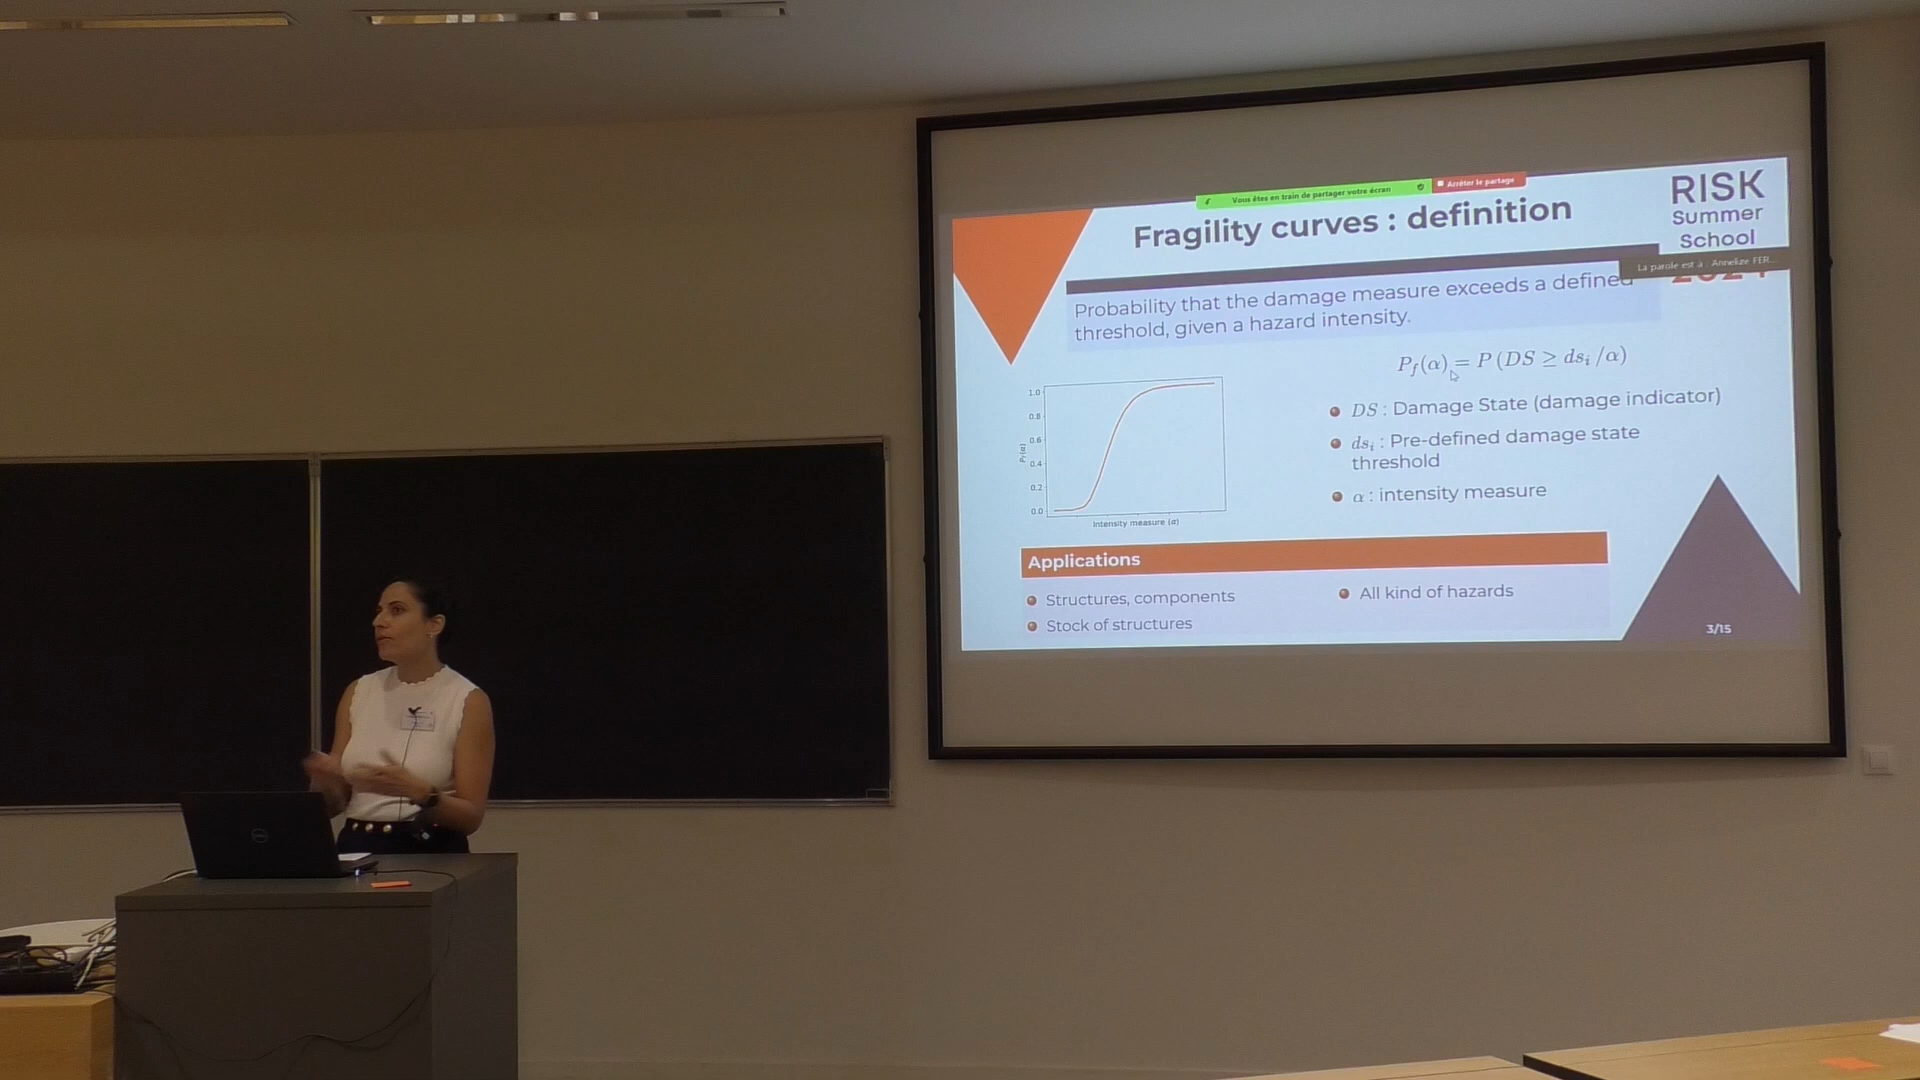 Vous êtes en train de partager votre écran
Arrêter le partage
RISK
Summer
School
Fragility curves : definition
La parole est à : Annelize FER...
Probability that the damage measure exceeds a defined
threshold, given a hazard intensity.
P_f(α) = P(DS ≥ ds_i /α)
DS : Damage State (damage indicator)
ds_i : Pre-defined damage state
threshold
α : intensity measure
1.0
0.8
0.6
0.4
0.2
0.0
P_f(α)
Intensity measure (α)
Applications
Structures, components
Stock of structures
All kind of hazards
3/15